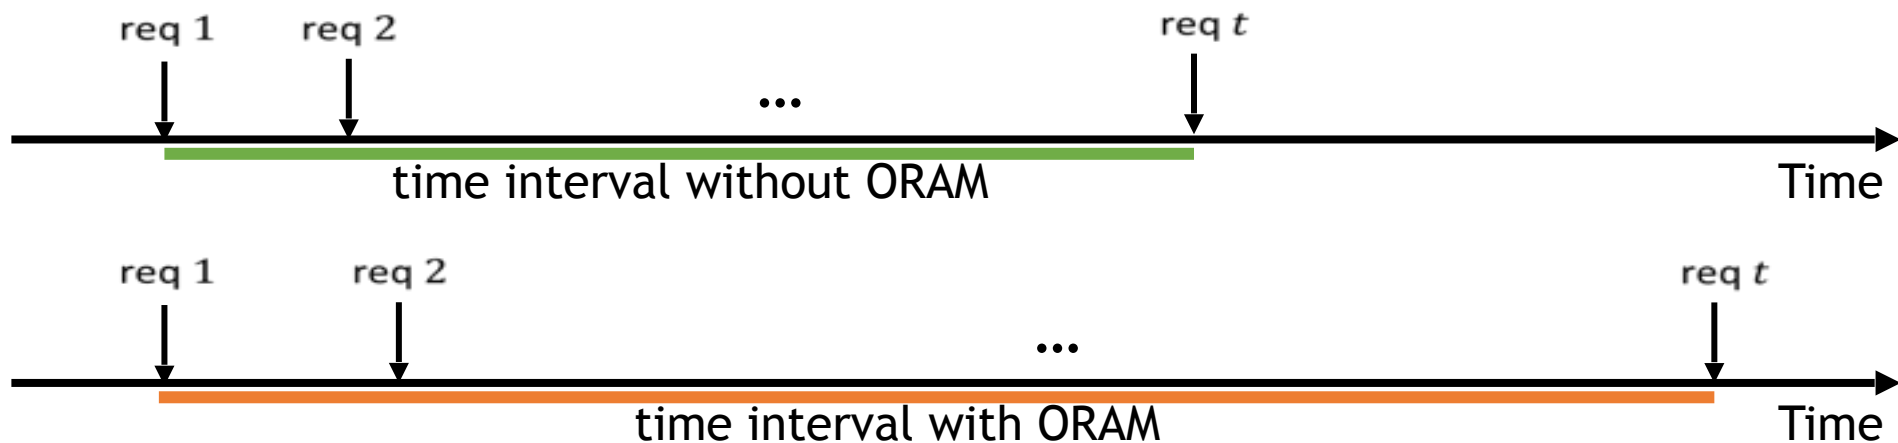 req 1
req 2
...
req t
time interval without ORAM
Time
req 1
req 2
...
req t
time interval with ORAM
Time